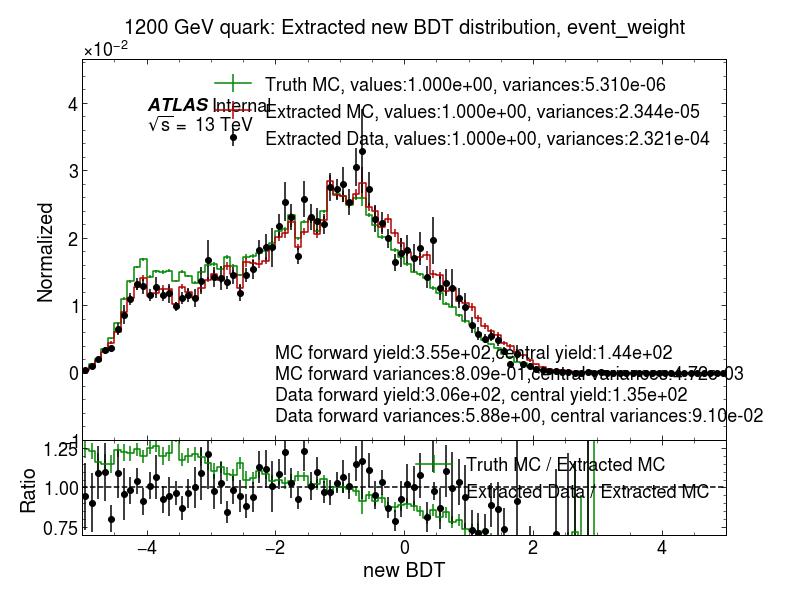 1200 GeV quark: Extracted new BDT distribution, event_weight
×10−2
Truth MC, values:1.000e+00, variances:5.310e-06
ATLAS Internal
Extracted MC, values:1.000e+00, variances:2.344e-05
√s = 13 TeV
Extracted Data, values:1.000e+00, variances:2.321e-04
4
3
2
1
0
Normalized
MC forward yield:3.55e+02,central yield:1.44e+02
MC forward variances:8.09e-01,central variances:4.72e-03
Data forward yield:3.06e+02, central yield:1.35e+02
Data forward variances:5.88e+00, central variances:9.10e-02
1.25
1.00
0.75
Ratio
Truth MC / Extracted MC
Extracted Data / Extracted MC
−4 −2 0 2 4
new BDT